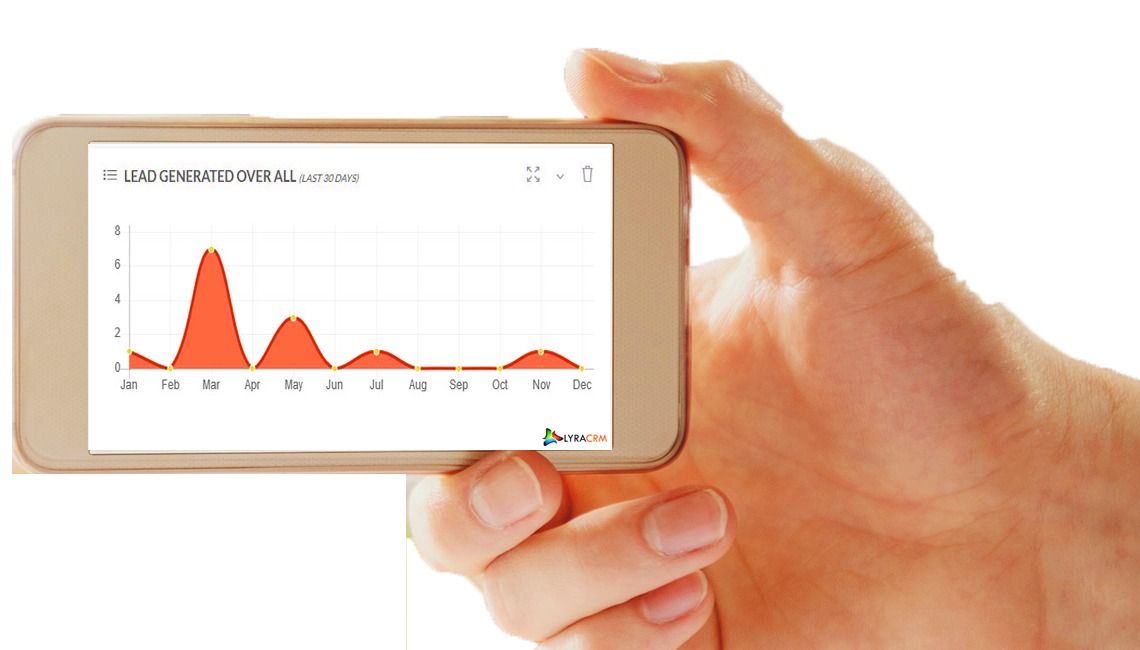 LEAD GENERATED OVER ALL (LAST 30 DAYS)
8
6
4
2
0
Jan Feb Mar Apr May Jun Jul Aug Sep Oct Nov Dec
LYRACRM